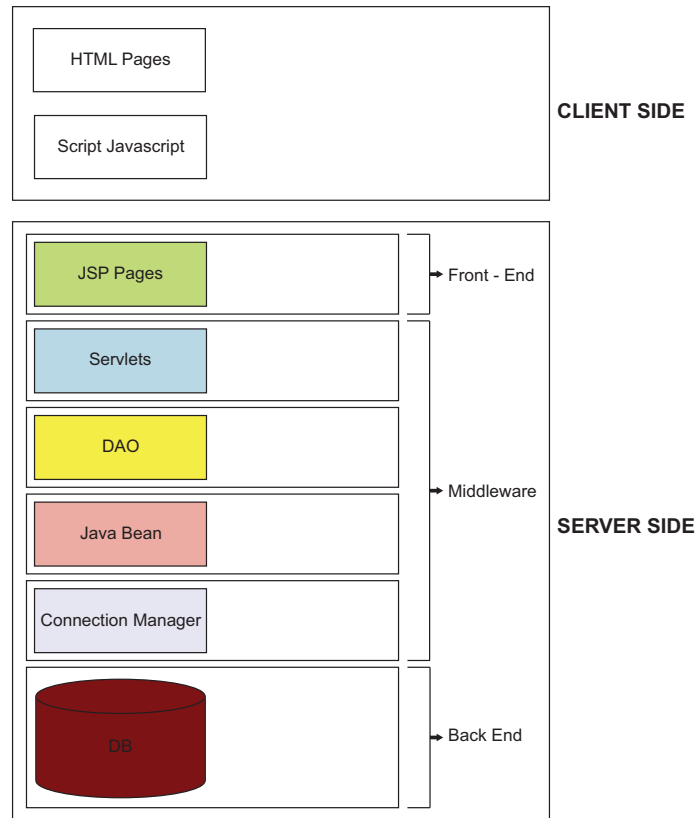 HTML Pages
CLIENT SIDE
Script Javascript
JSP Pages
Front - End
Servlets
DAO
Middleware
Java Bean
SERVER SIDE
Connection Manager
DB
Back End